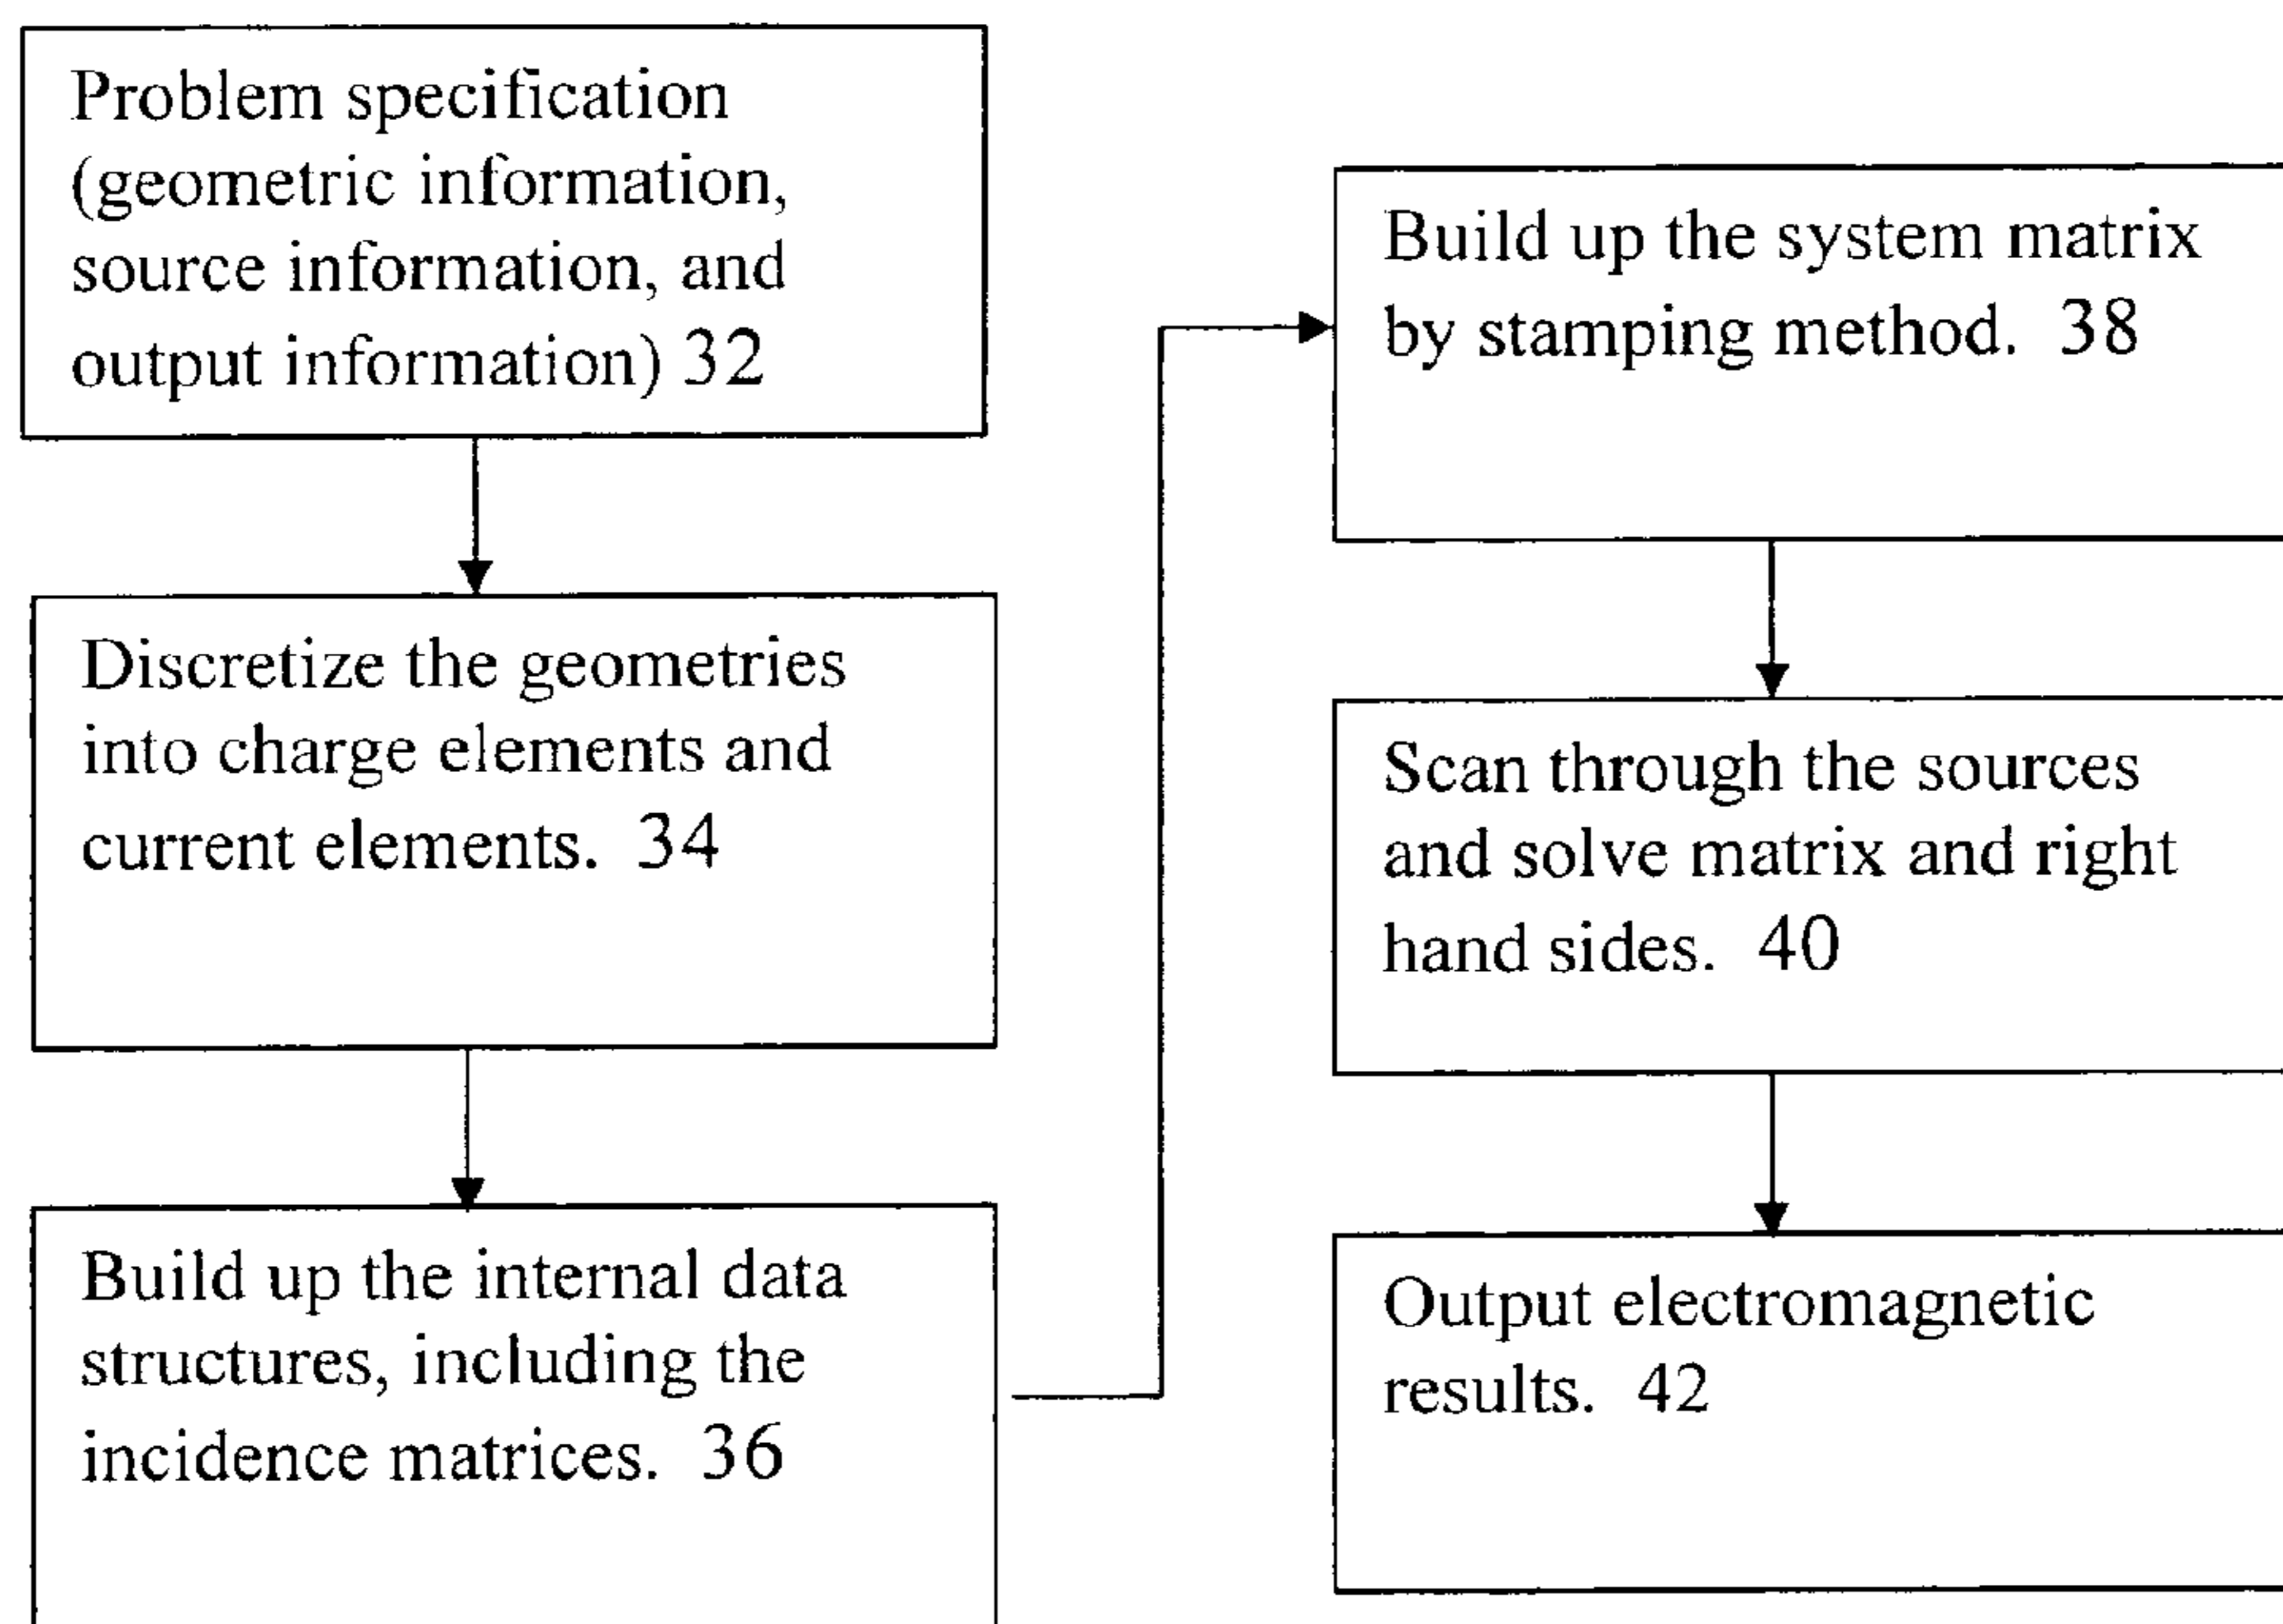 Problem specification
(geometric information,
source information, and
output information) 32
Discretize the geometries
into charge elements and
current elements. 34
Build up the internal data
structures, including the
incidence matrices. 36
Build up the system matrix
by stamping method. 38
Scan through the sources
and solve matrix and right
hand sides. 40
Output electromagnetic
results. 42